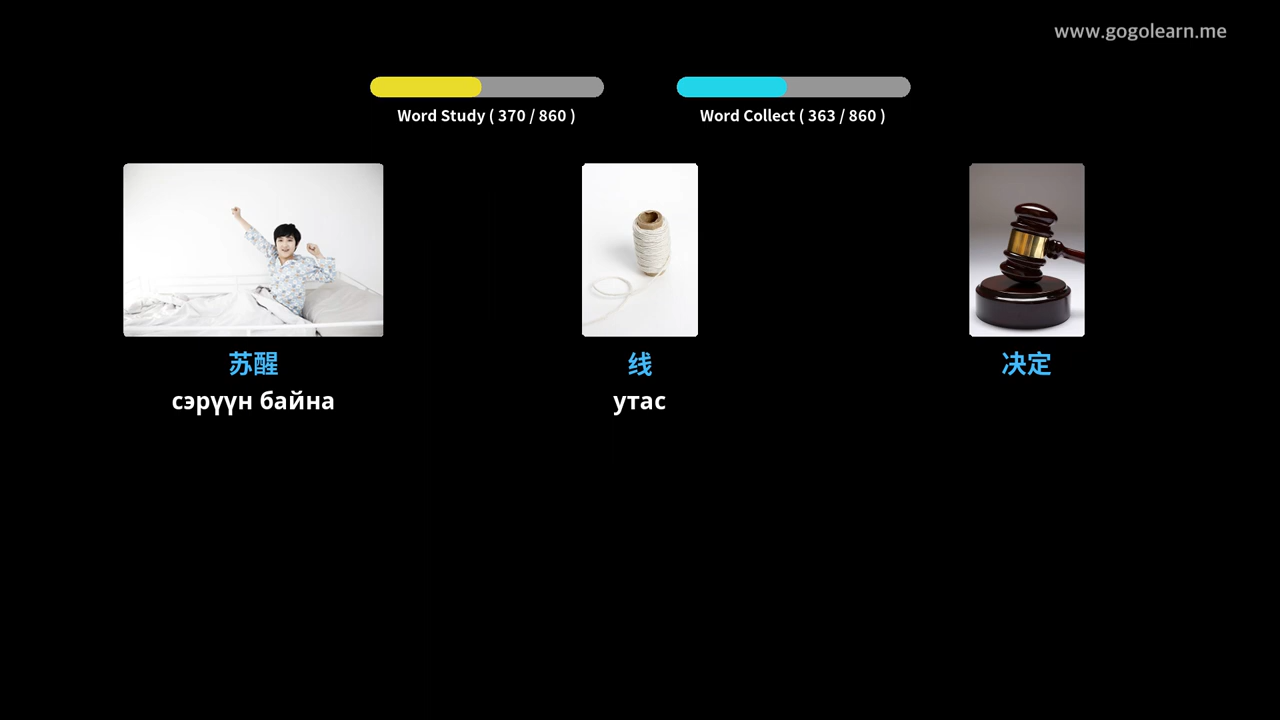 www.gogolearn.me
Word Study ( 370 / 860 )
Word Collect ( 363 / 860 )
苏醒
线
决定
сэрүүн байна
утас